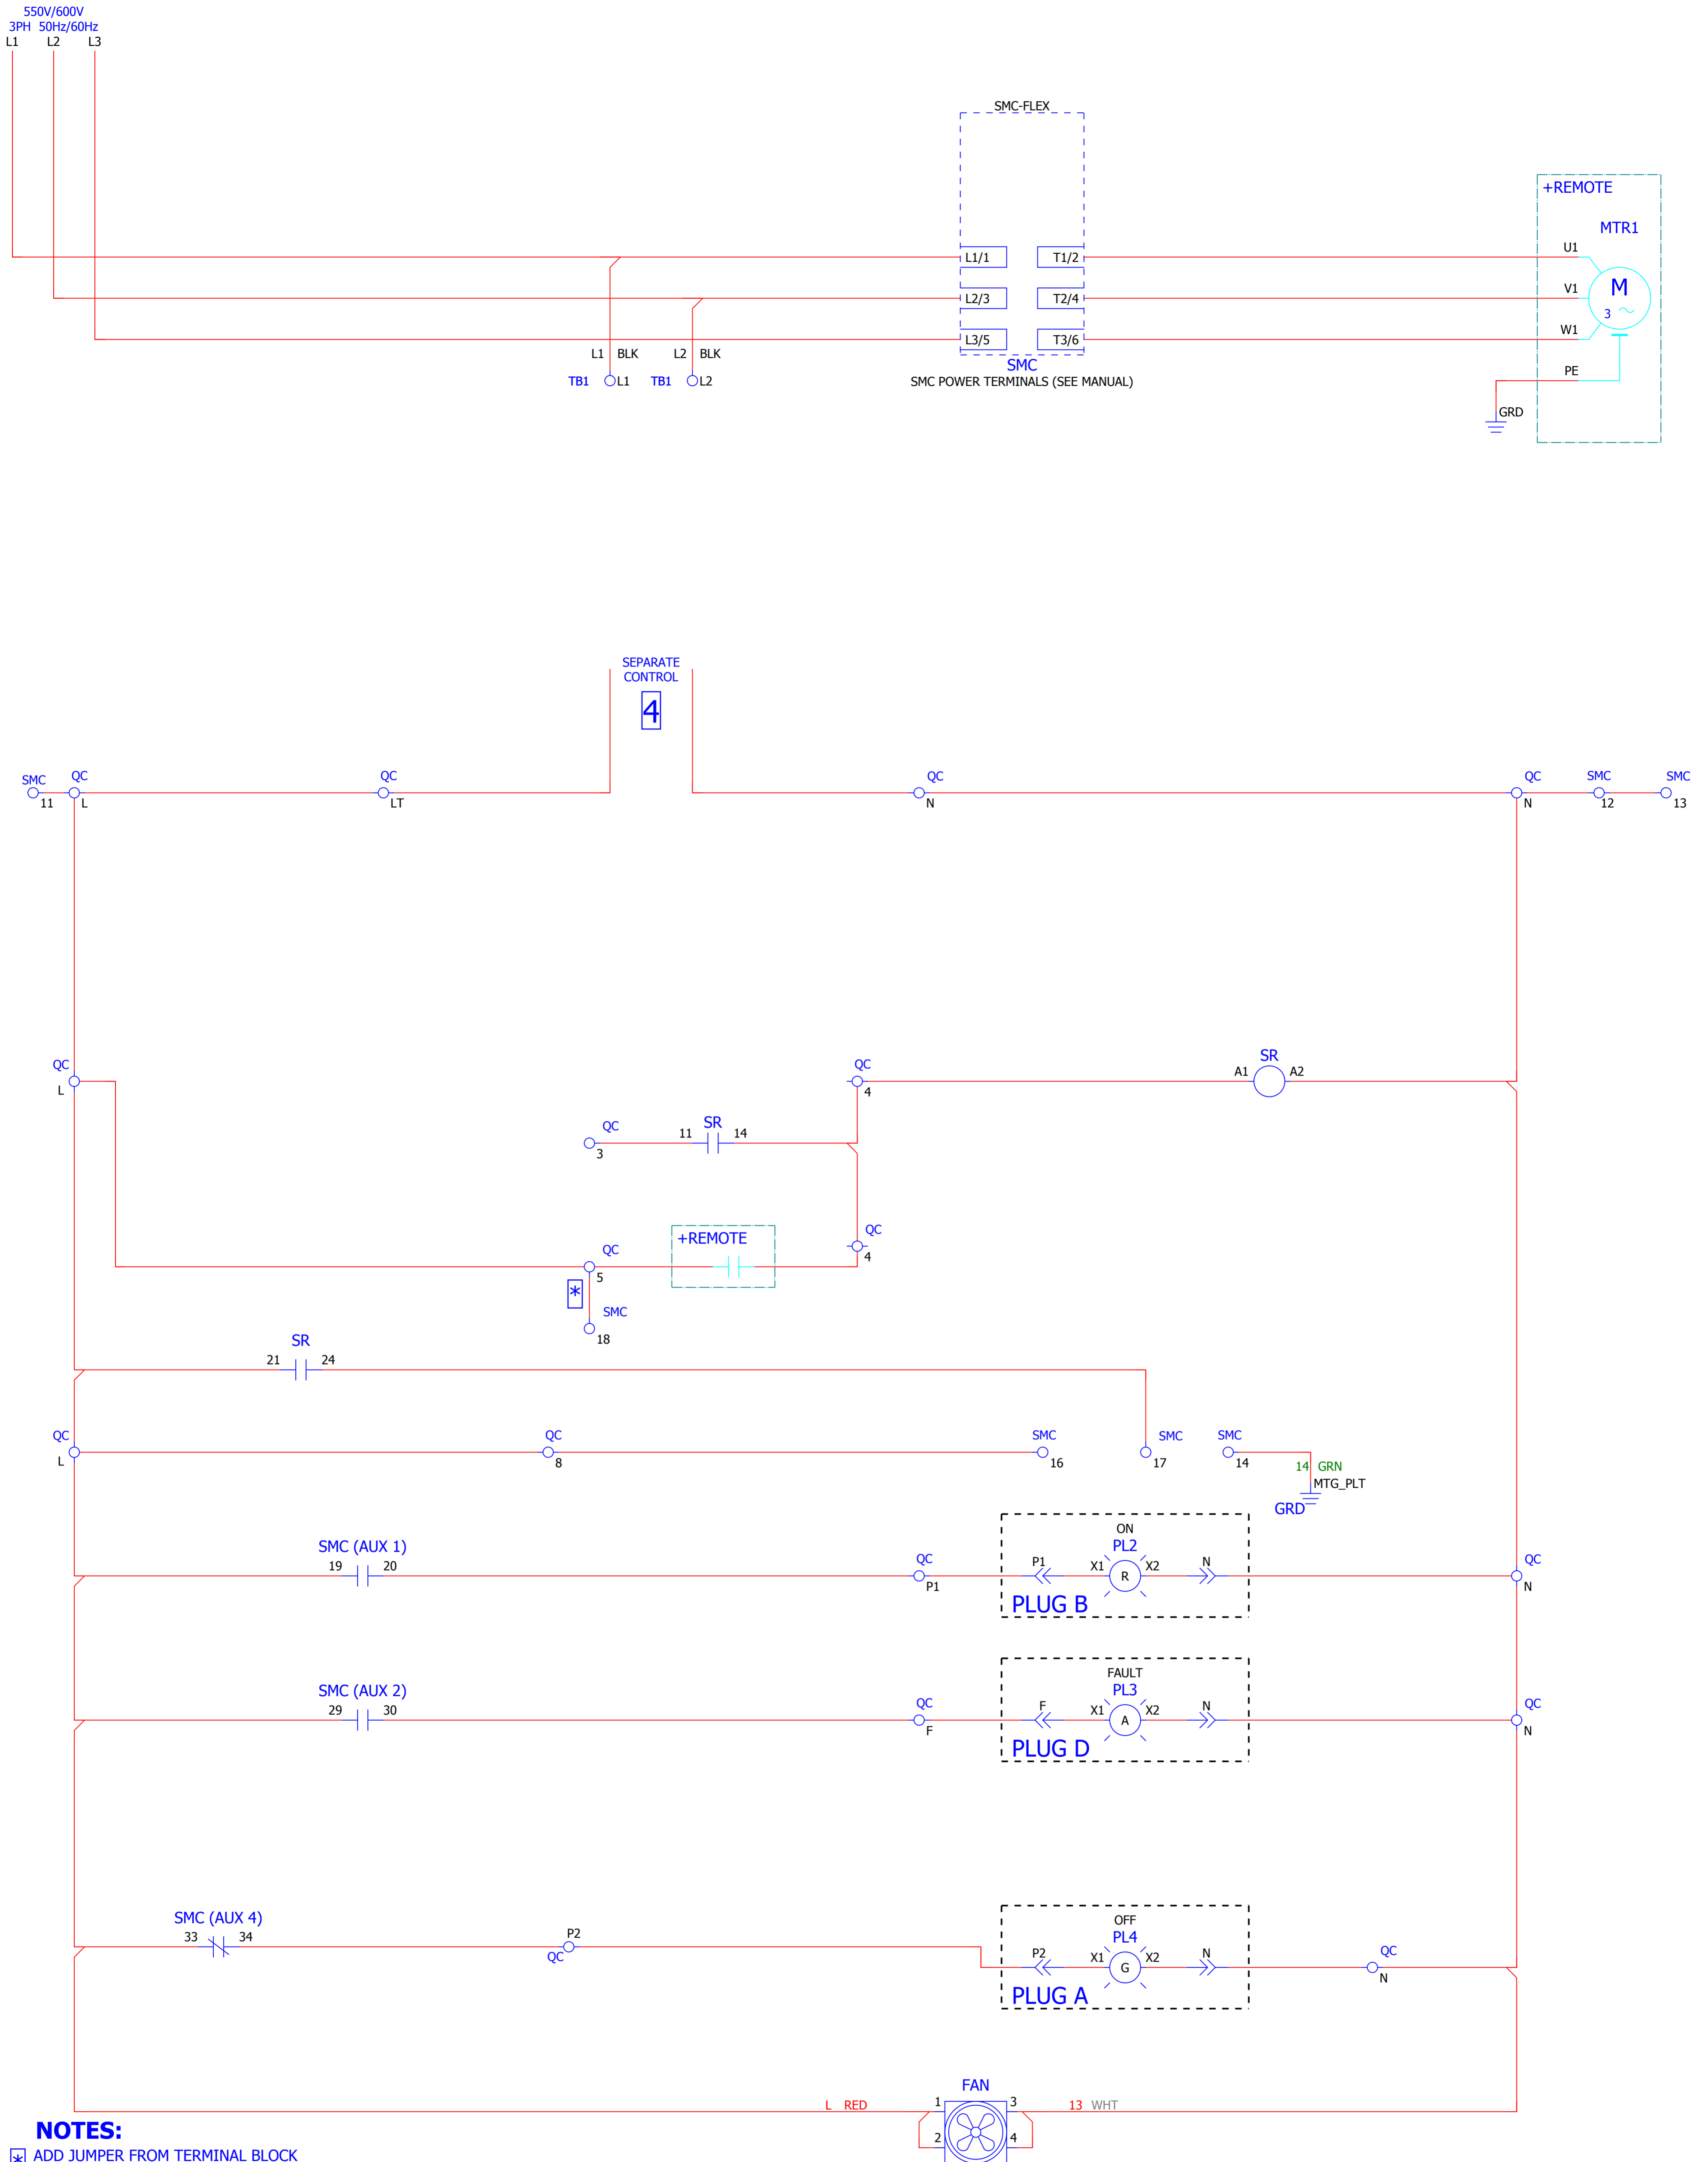 550V/600V
3PH 50Hz/60Hz
L1 L2 L3
SMC-FLEX
+REMOTE
MTR1
L1/1 T1/2 U1
L2/3 T2/4 V1
M
3
L3/5 T3/6 W1
L1 BLK L2 BLK
SMC
PE
TB1 L1 TB1 L2
SMC POWER TERMINALS (SEE MANUAL)
GRD
SEPARATE
CONTROL
4
SMC QC QC QC QC SMC SMC
11 L LT N N 12 13
QC QC SR
L 4 A1 A2
QC SR
3 11 14
QC
4
+REMOTE
QC
5
*
SMC
18
SR
21 24
QC QC SMC SMC SMC
L 8 16 17 14
14 GRN
MTG_PLT
GRD
ON
SMC (AUX 1) PL2
19 20 QC P1 P1 X1 R X2 N QC N
PLUG B
FAULT
SMC (AUX 2) PL3
29 30 QC F F X1 A X2 N QC N
PLUG D
SMC (AUX 4) OFF
33 34 P2 QC PL4
P2 X1 G X2 N QC N
PLUG A
FAN
L RED 1 3 13 WHT
2 4
NOTES:
* ADD JUMPER FROM TERMINAL BLOCK